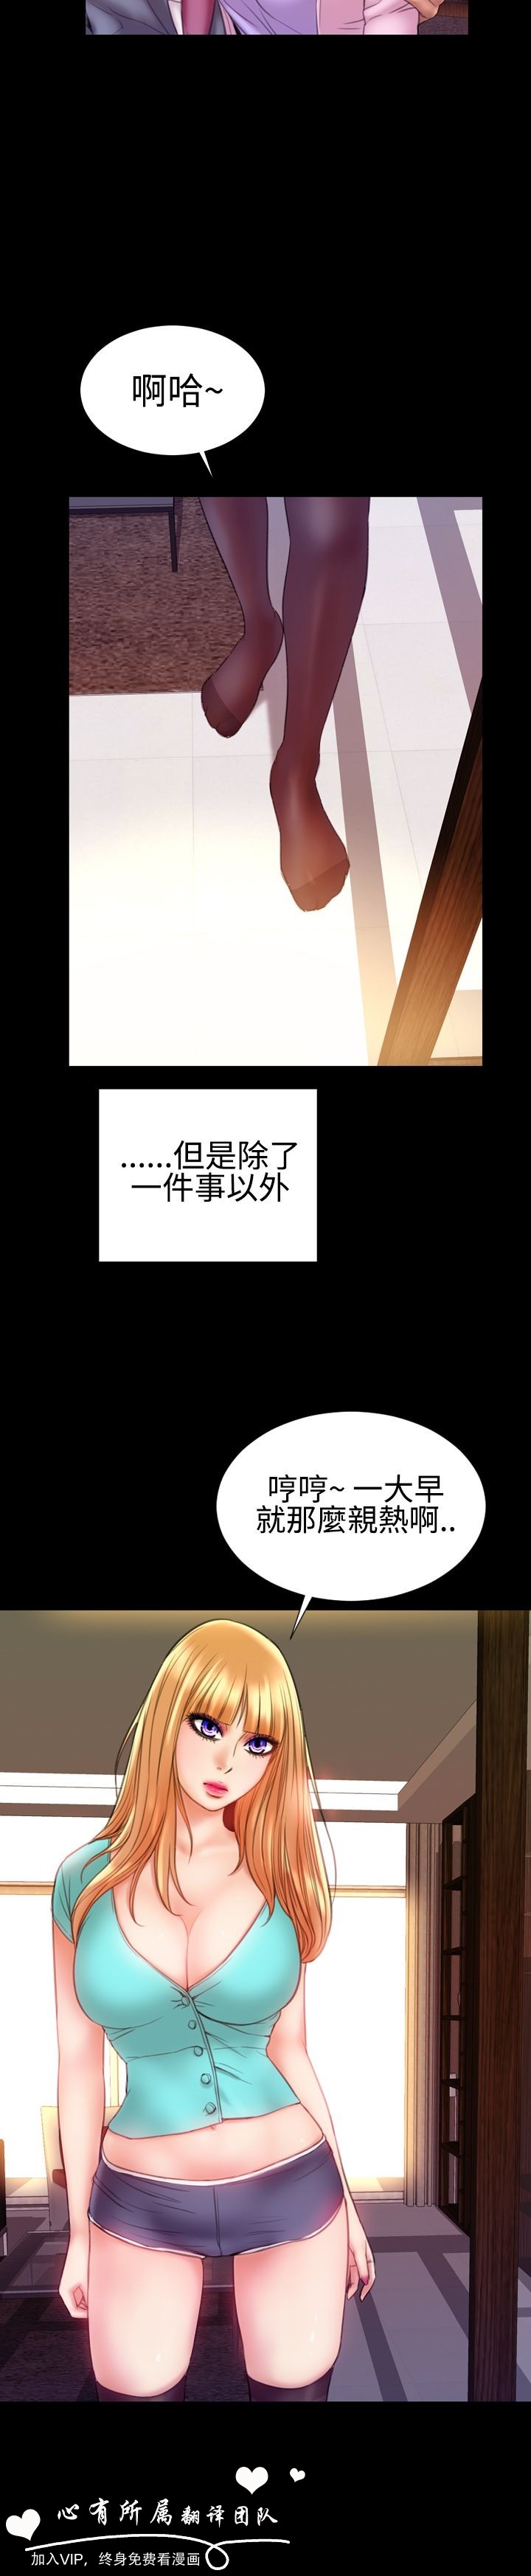 啊哈~
......但是除了
一件事以外
哼哼~ 一大早
就那麼親熱啊..
心有所属翻译团队
加入VIP，终身免费看漫画